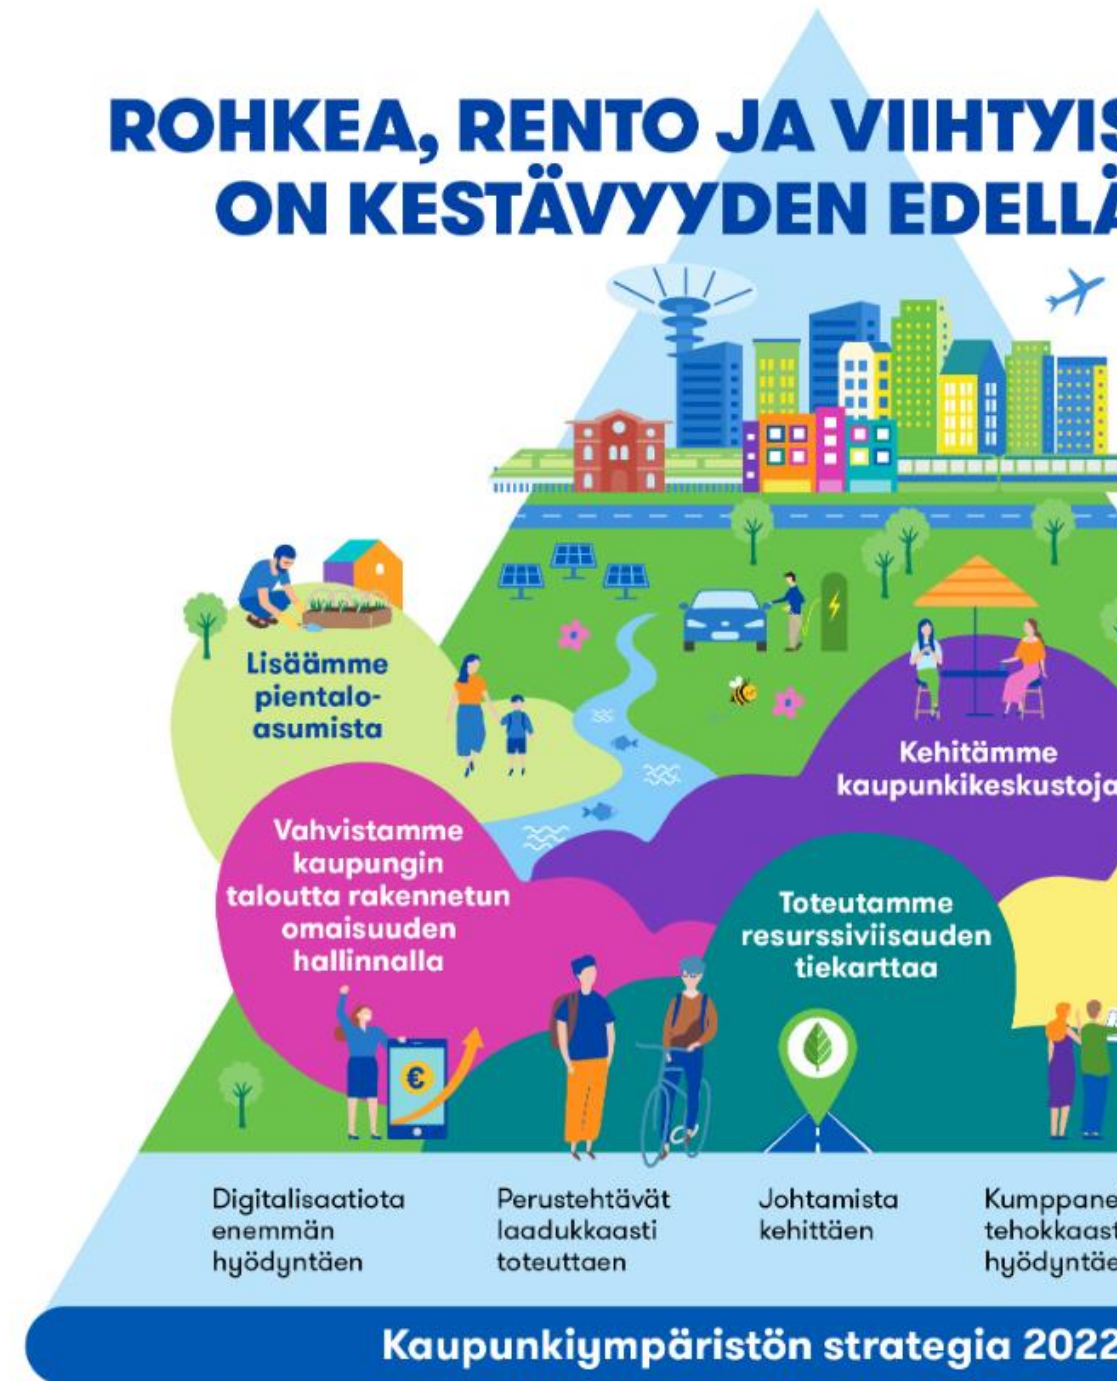 ROHKEA, RENTO JA VIIHTYIS
ON KESTÄVYYDEN EDELLÄ
Lisäämme
pientalo-
asumista
Kehitämme
kaupunkikeskustoja
Vahvistamme
kaupungin
taloutta rakennetun
omaisuuden
hallinnalla
Toteutamme
resurssiviisauden
tiekarttaa
€
Digitalisaatiota
enemmän
hyödyntäen
Perustehtävät
laadukkaasti
toteuttaen
Johtamista
kehittäen
Kumppane
tehokkaast
hyödyntäe
Kaupunkiympäristön strategia 2022